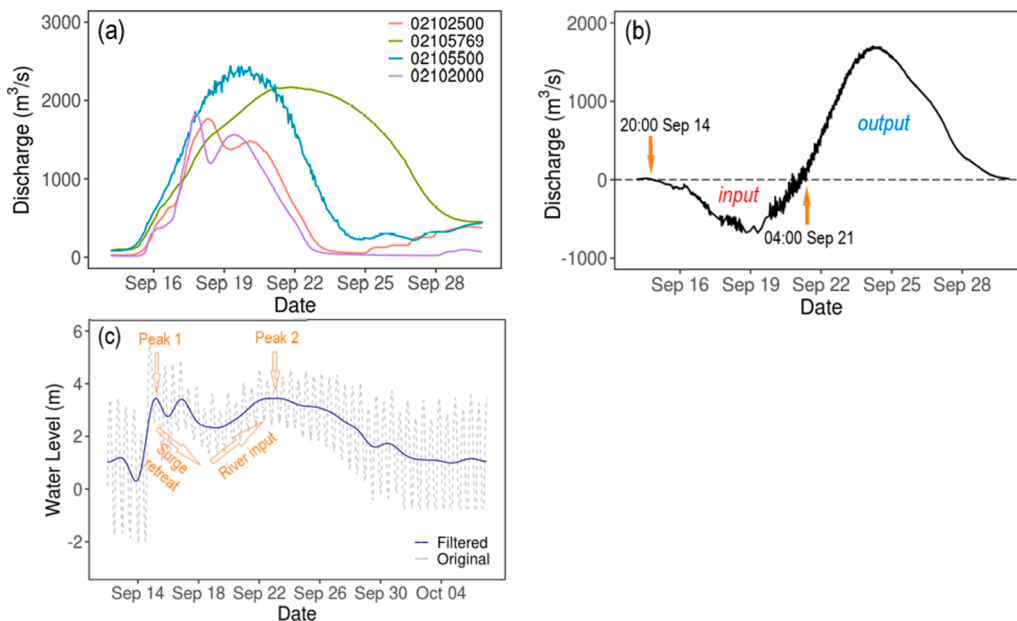 (a)
02102500
02105769
02105500
02102000
3000
2000
1000
0
Discharge (m³/s)
Sep 16 Sep 19 Sep 22 Sep 25 Sep 28
Date
(b)
20:00 Sep 14
output
input
04:00 Sep 21
2000
1000
0
-1000
Discharge (m³/s)
Sep 16 Sep 19 Sep 22 Sep 25 Sep 28
Date
(c)
Peak 1
Peak 2
Surge
retreat
River input
Filtered
Original
6
4
2
0
-2
Water Level (m)
Sep 14 Sep 18 Sep 22 Sep 26 Sep 30 Oct 04
Date